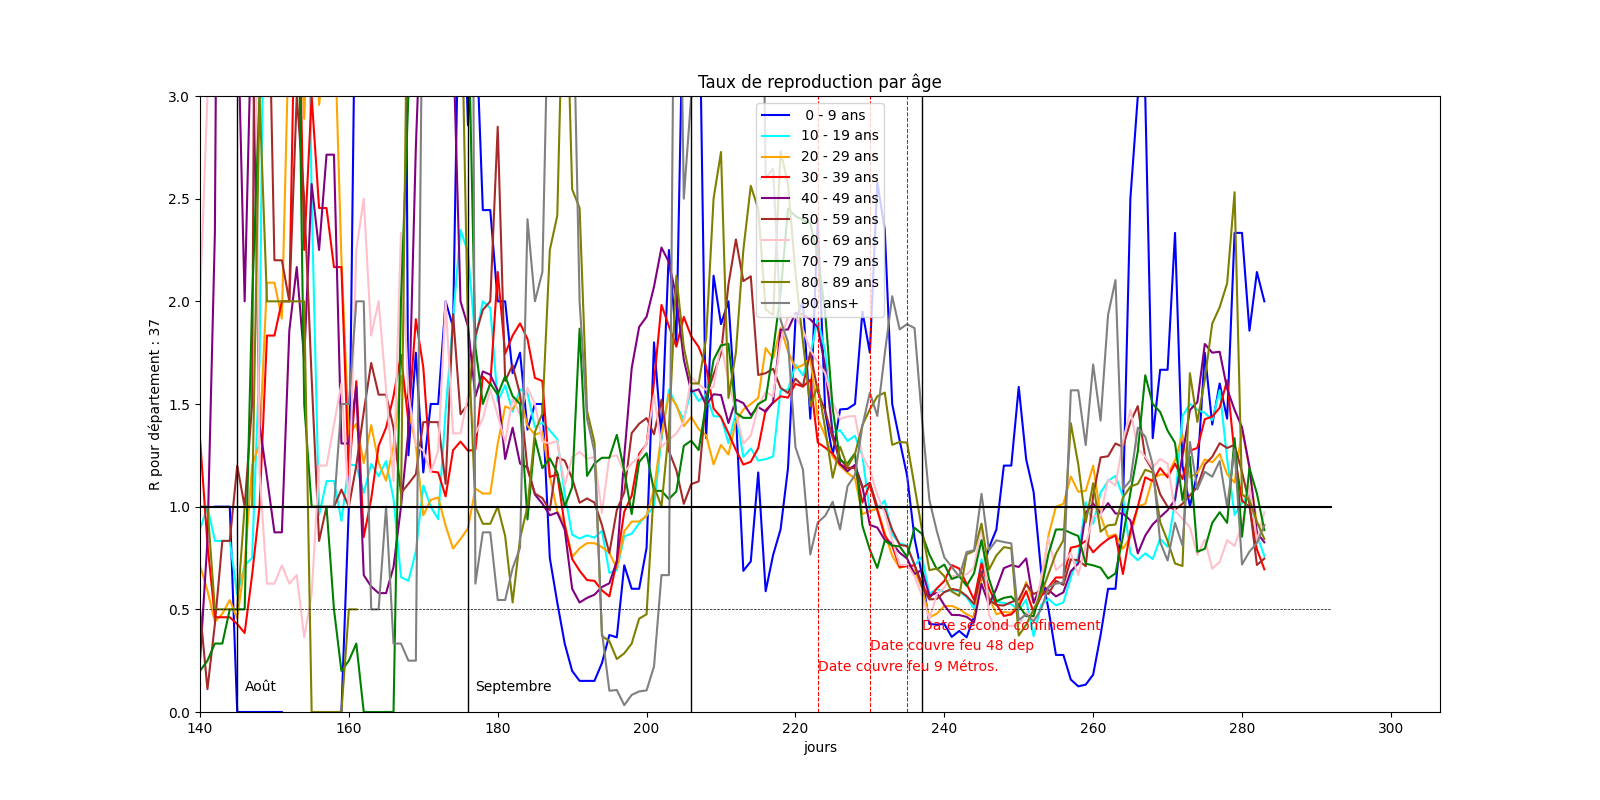 Taux de reproduction par âge
3.0
2.5
2.0
1.5
1.0
0.5
0.0
R pour département : 37
0 - 9 ans
10 - 19 ans
20 - 29 ans
30 - 39 ans
40 - 49 ans
50 - 59 ans
60 - 69 ans
70 - 79 ans
80 - 89 ans
90 ans+
Date second confinement
Date couvre feu 48 dep
Date couvre feu 9 Métros.
Août
Septembre
140
160
180
200
220
240
260
280
300
jours